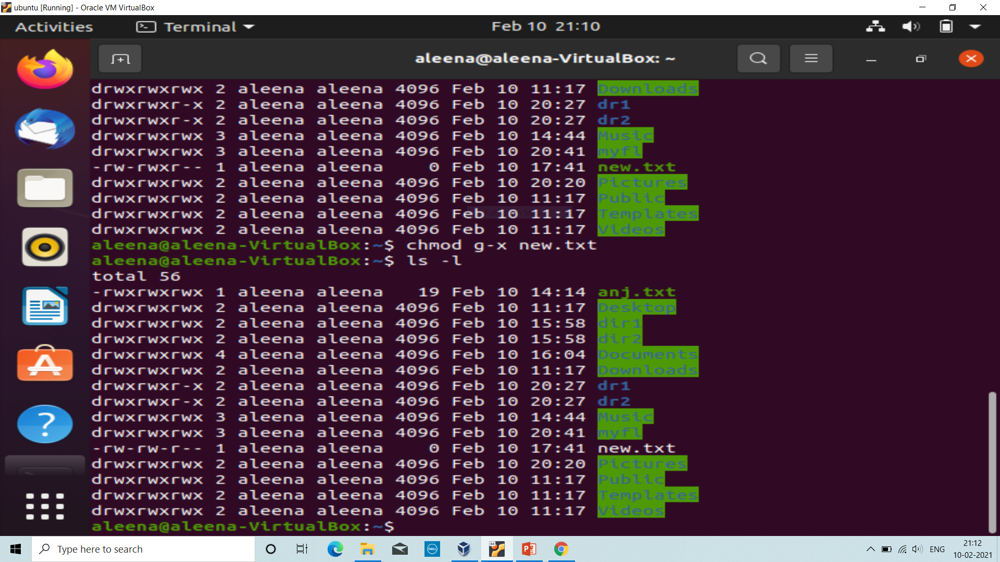 ubuntu [Running] - Oracle VM VirtualBox
Activities Terminal Feb 10 21:10
aleena@aleena-VirtualBox: ~
drwxrwxrwx 2 aleena aleena 4096 Feb 10 11:17 Downloads
drwxrwxr-x 2 aleena aleena 4096 Feb 10 20:27 dr1
drwxrwxr-x 2 aleena aleena 4096 Feb 10 20:27 dr2
drwxrwxrwx 3 aleena aleena 4096 Feb 10 14:44 Music
drwxrwxrwx 3 aleena aleena 4096 Feb 10 20:41 myfl
-rw-rwxr-- 1 aleena aleena 0 Feb 10 17:41 new.txt
drwxrwxrwx 2 aleena aleena 4096 Feb 10 20:20 Pictures
drwxrwxrwx 2 aleena aleena 4096 Feb 10 11:17 Public
drwxrwxrwx 2 aleena aleena 4096 Feb 10 11:17 Templates
drwxrwxrwx 2 aleena aleena 4096 Feb 10 11:17 Videos
aleena@aleena-VirtualBox:~$ chmod g-x new.txt
aleena@aleena-VirtualBox:~$ ls -l
total 56
-rwxrwxrwx 1 aleena aleena 19 Feb 10 14:14 anj.txt
drwxrwxrwx 2 aleena aleena 4096 Feb 10 11:17 Desktop
drwxrwxrwx 2 aleena aleena 4096 Feb 10 15:58 dir1
drwxrwxrwx 2 aleena aleena 4096 Feb 10 15:58 dir2
drwxrwxrwx 4 aleena aleena 4096 Feb 10 16:04 Documents
drwxrwxrwx 2 aleena aleena 4096 Feb 10 11:17 Downloads
drwxrwxr-x 2 aleena aleena 4096 Feb 10 20:27 dr1
drwxrwxr-x 2 aleena aleena 4096 Feb 10 20:27 dr2
drwxrwxrwx 3 aleena aleena 4096 Feb 10 14:44 Music
drwxrwxrwx 3 aleena aleena 4096 Feb 10 20:41 myfl
-rw-rw-r-- 1 aleena aleena 0 Feb 10 17:41 new.txt
drwxrwxrwx 2 aleena aleena 4096 Feb 10 20:20 Pictures
drwxrwxrwx 2 aleena aleena 4096 Feb 10 11:17 Public
drwxrwxrwx 2 aleena aleena 4096 Feb 10 11:17 Templates
drwxrwxrwx 2 aleena aleena 4096 Feb 10 11:17 Videos
aleena@aleena-VirtualBox:~$
Type here to search
DELL
64
ENG
21:12
10-02-2021